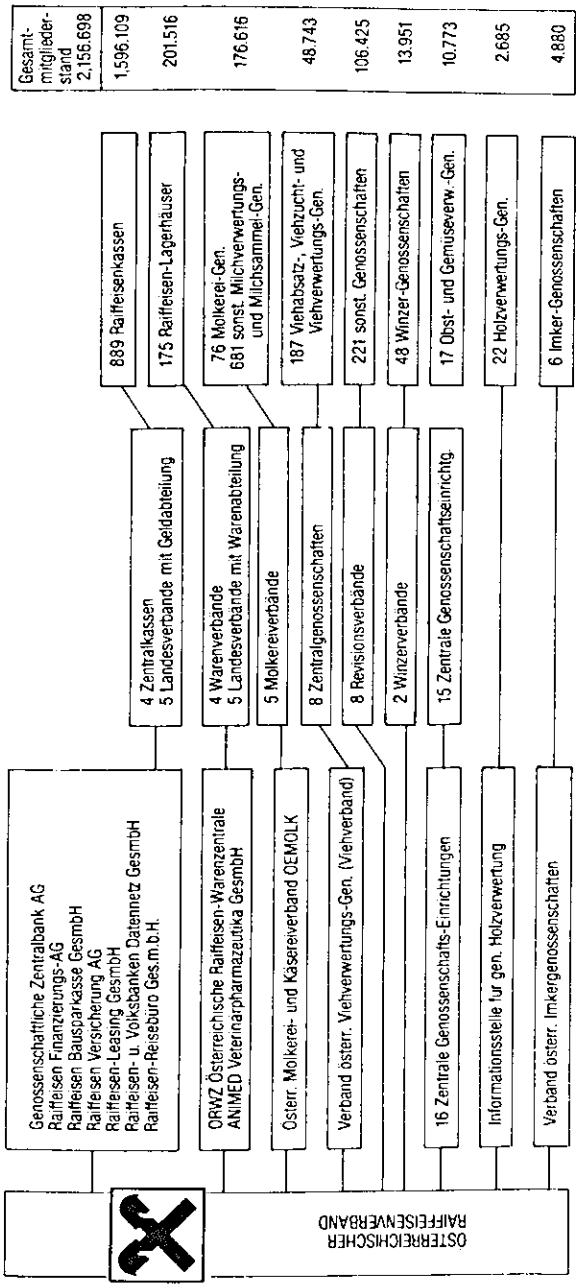 ÖSTERREICHISCHER
RAIFFEISENVERBAND
Genossenschaftliche Zentralbank AG
Raiffeisen Finanzierungs-AG
Raiffeisen Bausparkasse GesmbH
Raiffeisen Versicherung AG
Raiffeisen-Leasing GesmbH
Raiffeisen- u. Volksbanken Datennetz GesmbH
Raiffeisen-Reisebüro Ges.m.b.H.
ORWZ Österreichische Raiffeisen-Warenzentrale
ANIMED Veterinärpharmazeutika GesmbH
Österr. Molkerei- und Käsereiverband OEMOLK
Verband österr. Viehverwertungs-Gen. (Viehverband)
16 Zentrale Genossenschafts-Einrichtungen
Informationsstelle für gen. Holzverwertung
Verband österr. Imkergenossenschaften
4 Zentralkassen
5 Landesverbände mit Geldabteilung
4 Warenverbände
5 Landesverbände mit Warenabteilung
5 Molkereiverbände
8 Zentralgenossenschaften
8 Revisionsverbände
2 Winzerverbände
15 Zentrale Genossenschaftseinrichtg.
889 Raiffeisenkassen
175 Raiffeisen-Lagerhäuser
76 Molkerei-Gen.
681 sonst. Milchverwertungs-
und Milchsammel-Gen.
187 Viehabsatz-, Viehzucht- und
Viehverwertungs-Gen.
221 sonst. Genossenschaften
48 Winzer-Genossenschaften
17 Obst- und Gemüseverw.-Gen.
22 Holzverwertungs-Gen.
6 Imker-Genossenschaften
Gesamt-
mitglieder-
stand
2,156.698
1,596.109
201.516
176.616
48.743
106.425
13.951
10.773
2.685
4.880